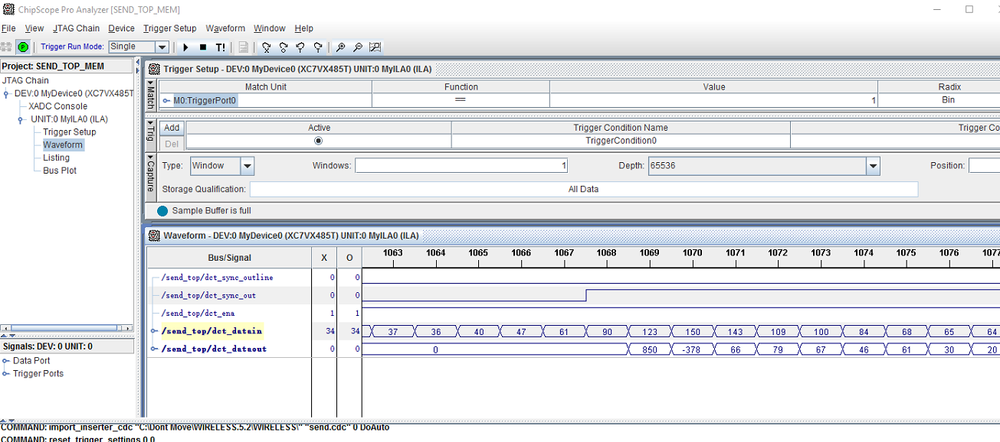 ChipScope Pro Analyzer [SEND_TOP_MEM]
File View JTAG Chain Device Trigger Setup Waveform Window Help
Trigger Run Mode: Single T!
Project: SEND_TOP_MEM
JTAG Chain
DEV:0 MyDevice0 (XC7VX485T
XADC Console
UNIT:0 MyILA0 (ILA)
Trigger Setup
Waveform
Listing
Bus Plot
Signals: DEV: 0 UNIT: 0
Data Port
Trigger Ports
Trigger Setup - DEV:0 MyDevice0 (XC7VX485T) UNIT:0 MyILA0 (ILA)
Match
Match Unit Function Value Radix
M0:TriggerPort0 == 1 Bin
Trig
Add Active Trigger Condition Name Trigger Co
Del TriggerCondition0
Capture
Type: Window Windows: 1 Depth: 65536 Position:
Storage Qualification: All Data
Sample Buffer is full
Waveform - DEV:0 MyDevice0 (XC7VX485T) UNIT:0 MyILA0 (ILA)
Bus/Signal X O 1063 1064 1065 1066 1067 1068 1069 1070 1071 1072 1073 1074 1075 1076 1077
/send_top/dct_sync_outline 0 0
/send_top/dct_sync_out 0 0
/send_top/dct_ena 1 1
/send_top/dct_datain 34 34 37 36 40 47 61 90 123 150 143 109 100 84 68 65 64
/send_top/dct_dataout 0 0 0 850 -378 66 79 67 46 61 30 20
COMMAND: import_inserter_cdc "C:\Dont Move\WIRELESS.5.2\WIRELESS\" "send.cdc" 0 DoAuto
COMMAND: reset_trigger_settings 0 0